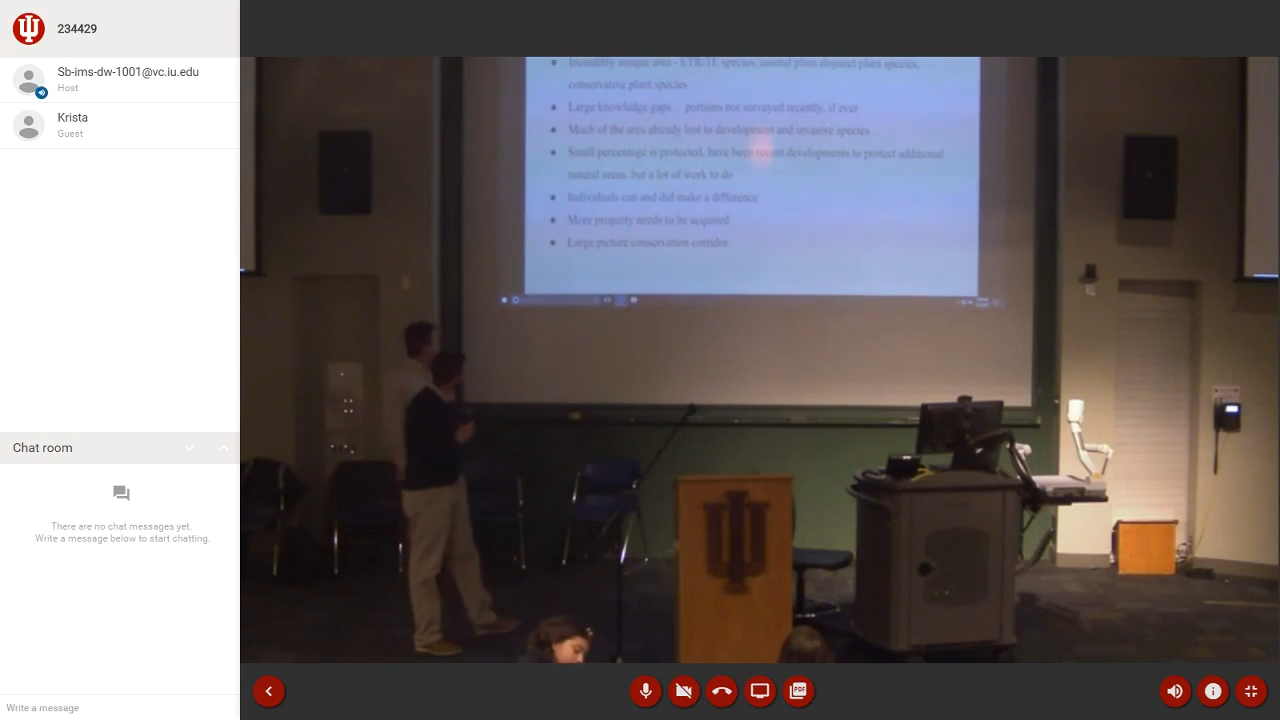 234429
Sb-ims-dw-1001@vc.iu.edu
Host
Krista
Guest
Chat room
There are no chat messages yet.
Write a message below to start chatting.
Write a message
Incredibly unique area - ETR/TE species, coastal plant disjunct plant species,
conservative plant species
Large knowledge gaps portions not surveyed recently, if ever
Much of the area already lost to development and invasive species
Small percentage is protected, have been recent developments to protect additional
natural areas, but a lot of work to do
Individuals can and did make a difference
More property needs to be acquired
Large picture conservation corridor
PDF